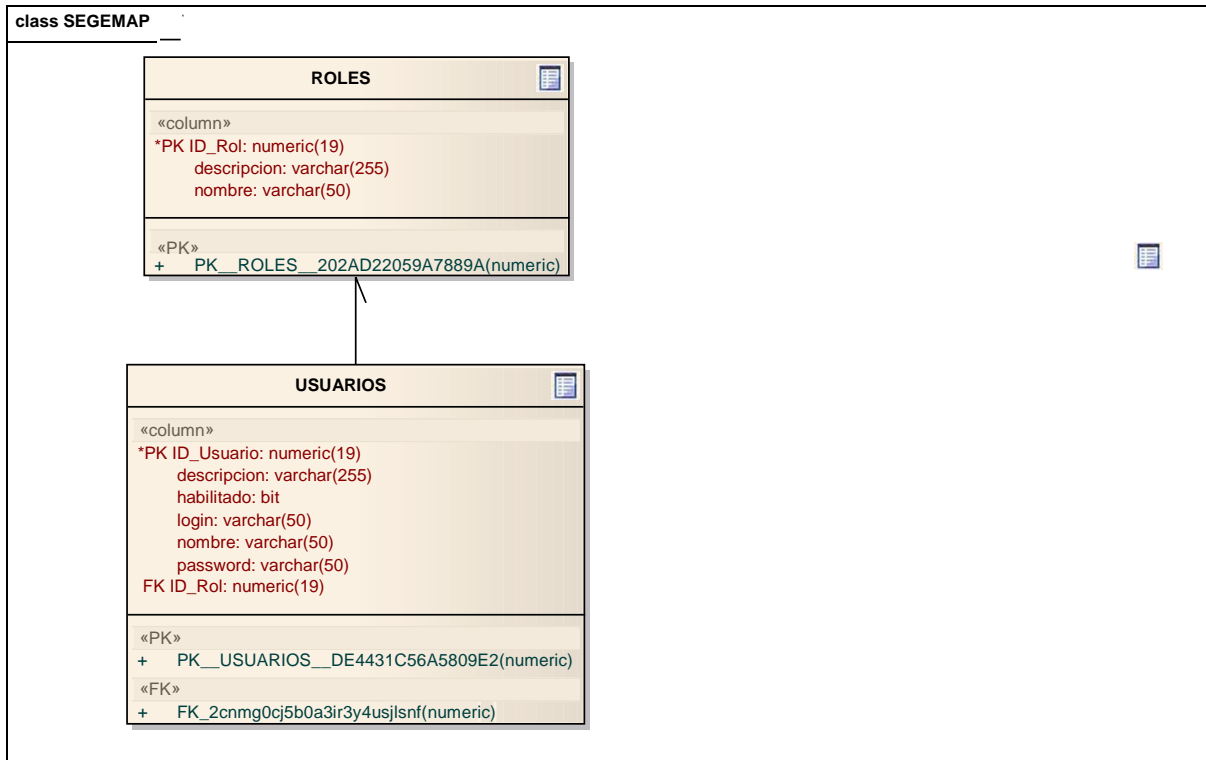 class SEGEMAP
ROLES
«column»
*PK ID_Rol: numeric(19)
descripcion: varchar(255)
nombre: varchar(50)
«PK»
+ PK__ROLES__202AD22059A7889A(numeric)
USUARIOS
«column»
*PK ID_Usuario: numeric(19)
descripcion: varchar(255)
habilitado: bit
login: varchar(50)
nombre: varchar(50)
password: varchar(50)
FK ID_Rol: numeric(19)
«PK»
+ PK__USUARIOS__DE4431C56A5809E2(numeric)
«FK»
+ FK_2cnmg0cj5b0a3ir3y4usjlsnf(numeric)